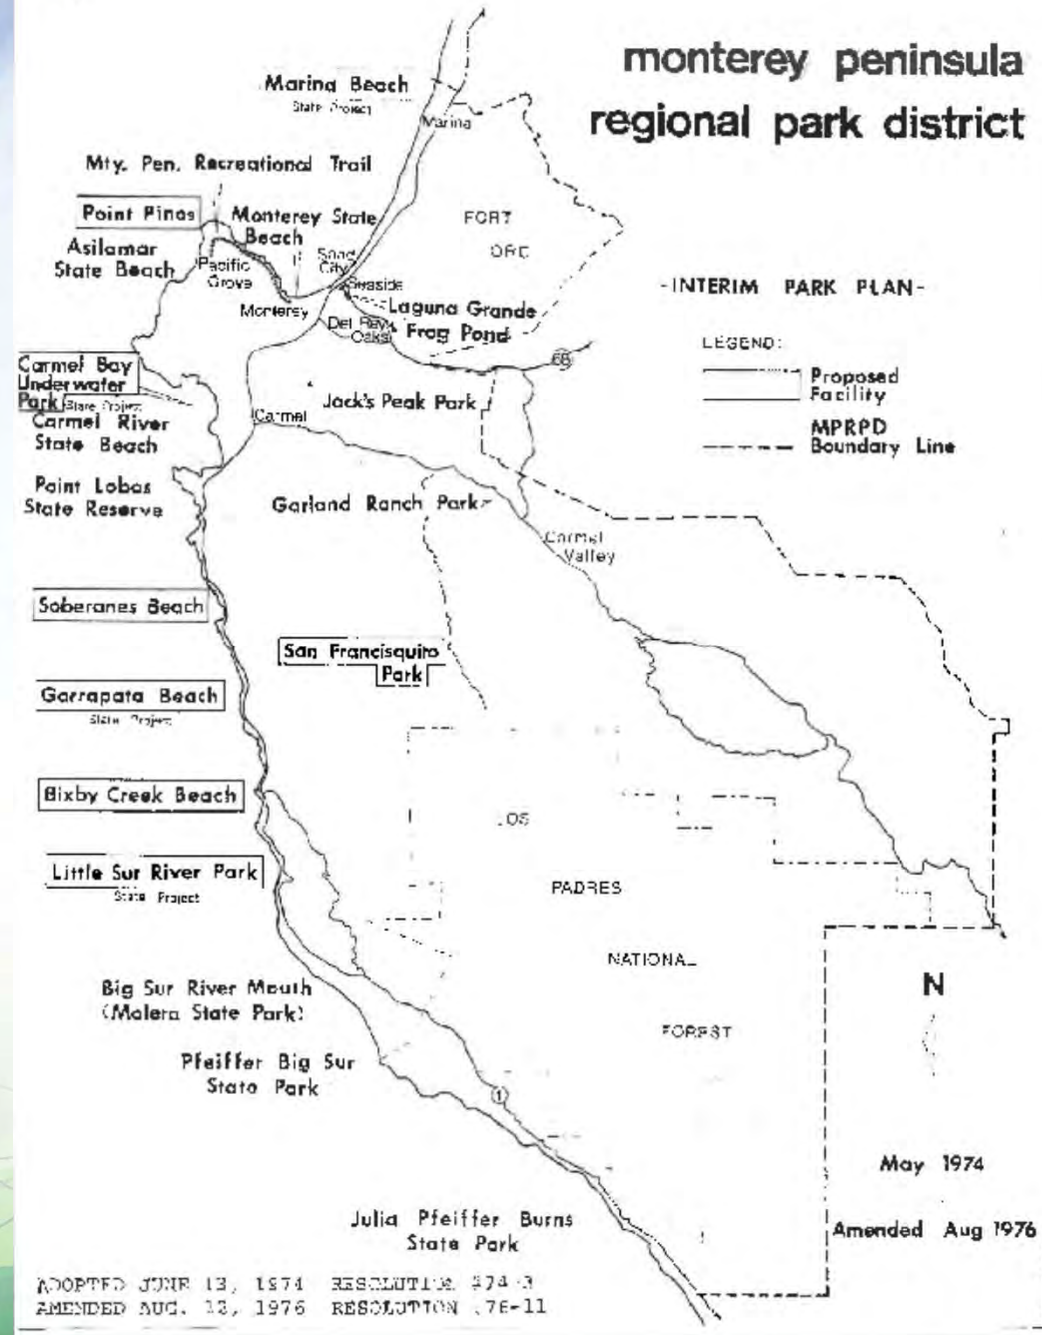 monterey peninsula
regional park district
Marina Beach
State Project
Marina
Mty. Pen. Recreational Trail
Point Pinos
Monterey State
Beach
Asilomar
State Beach
Pacific
Grove
Sand
City
Seaside
Monterey
FORT
ORD
Laguna Grande
Del Rey
Oaks
Frog Pond
68
-INTERIM PARK PLAN-
LEGEND:
Proposed
Facility
MPRPD
Boundary Line
Carmel Bay
Underwater
Park
State Project
Carmel River
State Beach
Jack's Peak Park
Carmel
Point Lobos
State Reserve
Garland Ranch Park
Carmel
Valley
Soberanes Beach
San Francisquito
Park
Garrapata Beach
State Project
Bixby Creek Beach
LOS
Little Sur River Park
State Project
PADRES
NATIONAL
FOREST
N
Big Sur River Mouth
(Molera State Park)
Pfeiffer Big Sur
State Park
1
May 1974
Amended Aug 1976
Julia Pfeiffer Burns
State Park
ADOPTED JUNE 13, 1974 RESOLUTION
AMENDED AUG. 12, 1976 RESOLUTION 76-11